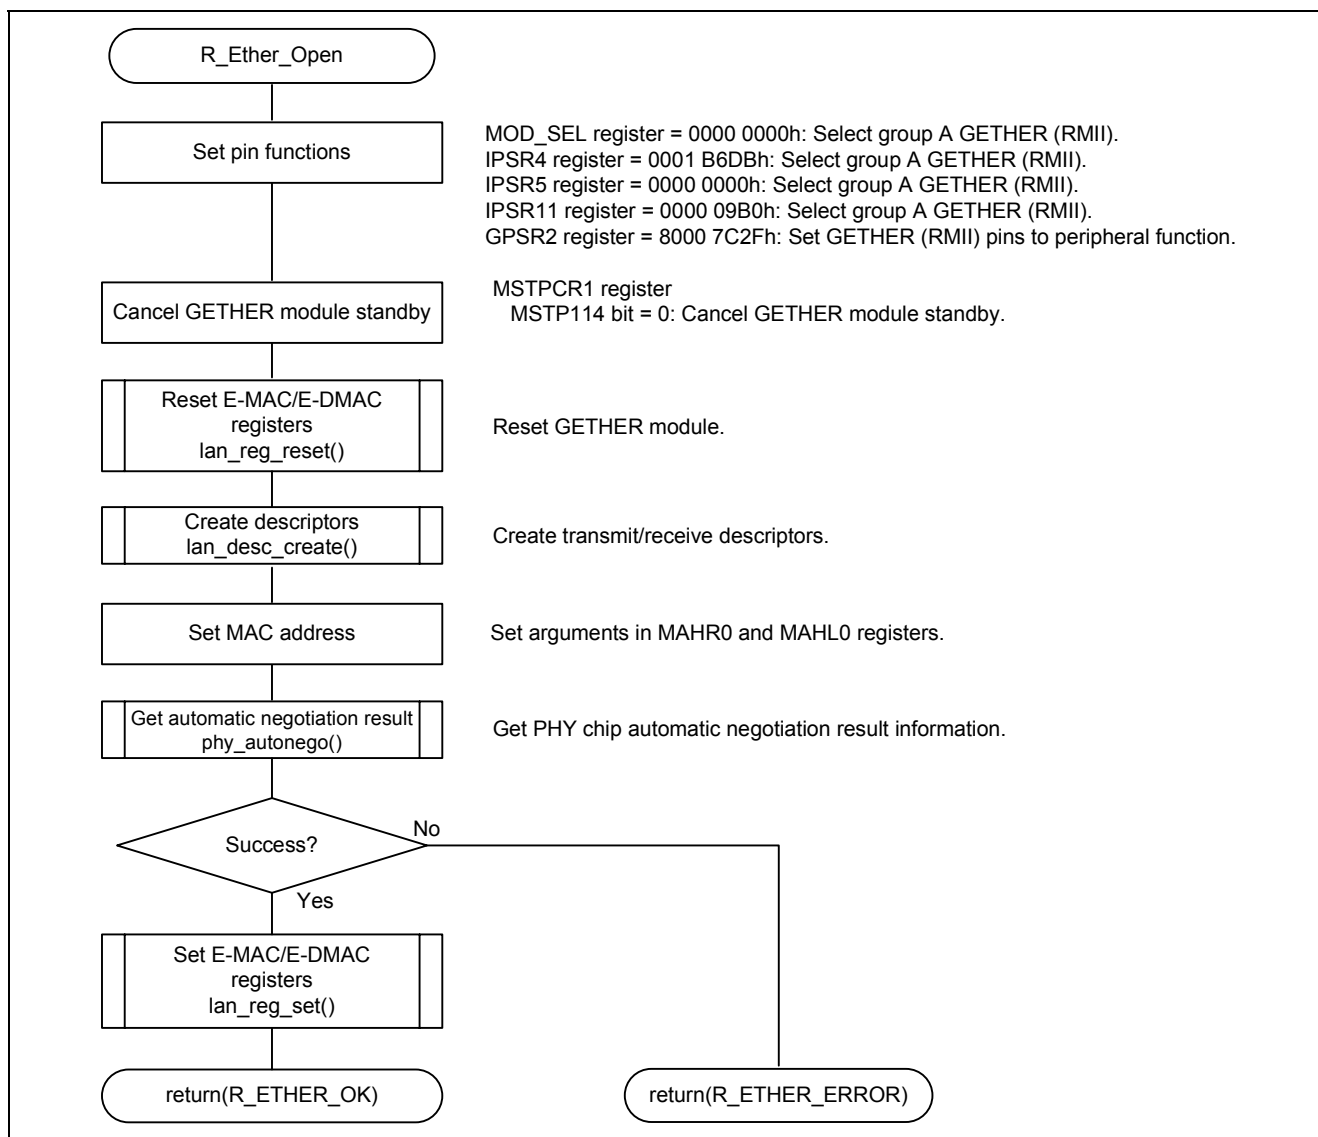 R_Ether_Open
Set pin functions
MOD_SEL register = 0000 0000h: Select group A GETHER (RMII).
IPSR4 register = 0001 B6DBh: Select group A GETHER (RMII).
IPSR5 register = 0000 0000h: Select group A GETHER (RMII).
IPSR11 register = 0000 09B0h: Select group A GETHER (RMII).
GPSR2 register = 8000 7C2Fh: Set GETHER (RMII) pins to peripheral function.
Cancel GETHER module standby
MSTPCR1 register
MSTP114 bit = 0: Cancel GETHER module standby.
Reset E-MAC/E-DMAC
registers
lan_reg_reset()
Reset GETHER module.
Create descriptors
lan_desc_create()
Create transmit/receive descriptors.
Set MAC address
Set arguments in MAHR0 and MAHL0 registers.
Get automatic negotiation result
phy_autonego()
Get PHY chip automatic negotiation result information.
Success?
No
Yes
Set E-MAC/E-DMAC
registers
lan_reg_set()
return(R_ETHER_OK)
return(R_ETHER_ERROR)